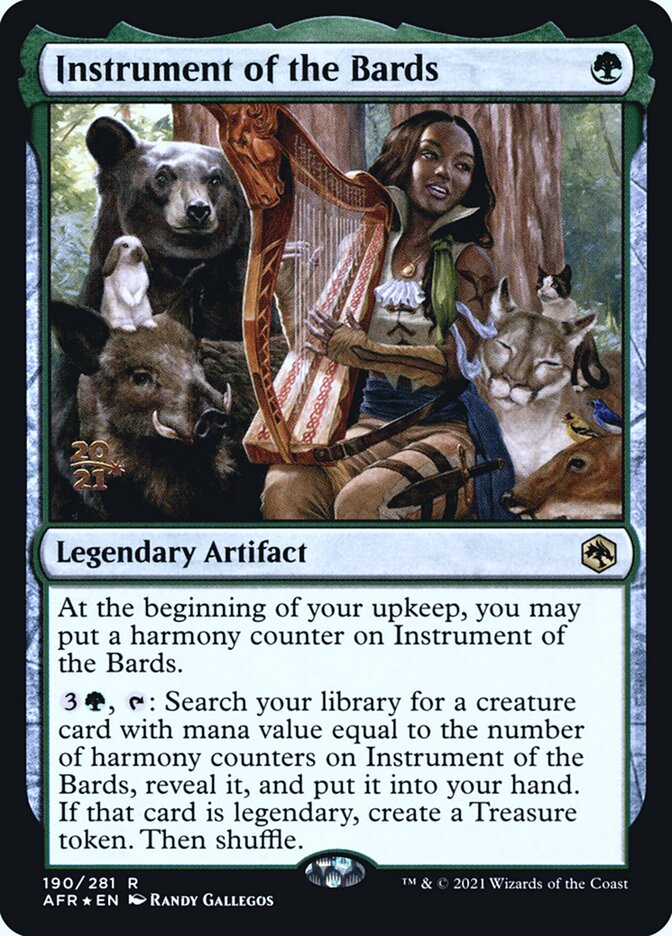 Instrument of the Bards
20
21
Legendary Artifact
At the beginning of your upkeep, you may
put a harmony counter on Instrument of
the Bards.
3, : Search your library for a creature
card with mana value equal to the number
of harmony counters on Instrument of the
Bards, reveal it, and put it into your hand.
If that card is legendary, create a Treasure
token. Then shuffle.
190/281 R
™ & © 2021 Wizards of the Coast
AFR★EN Randy Gallegos